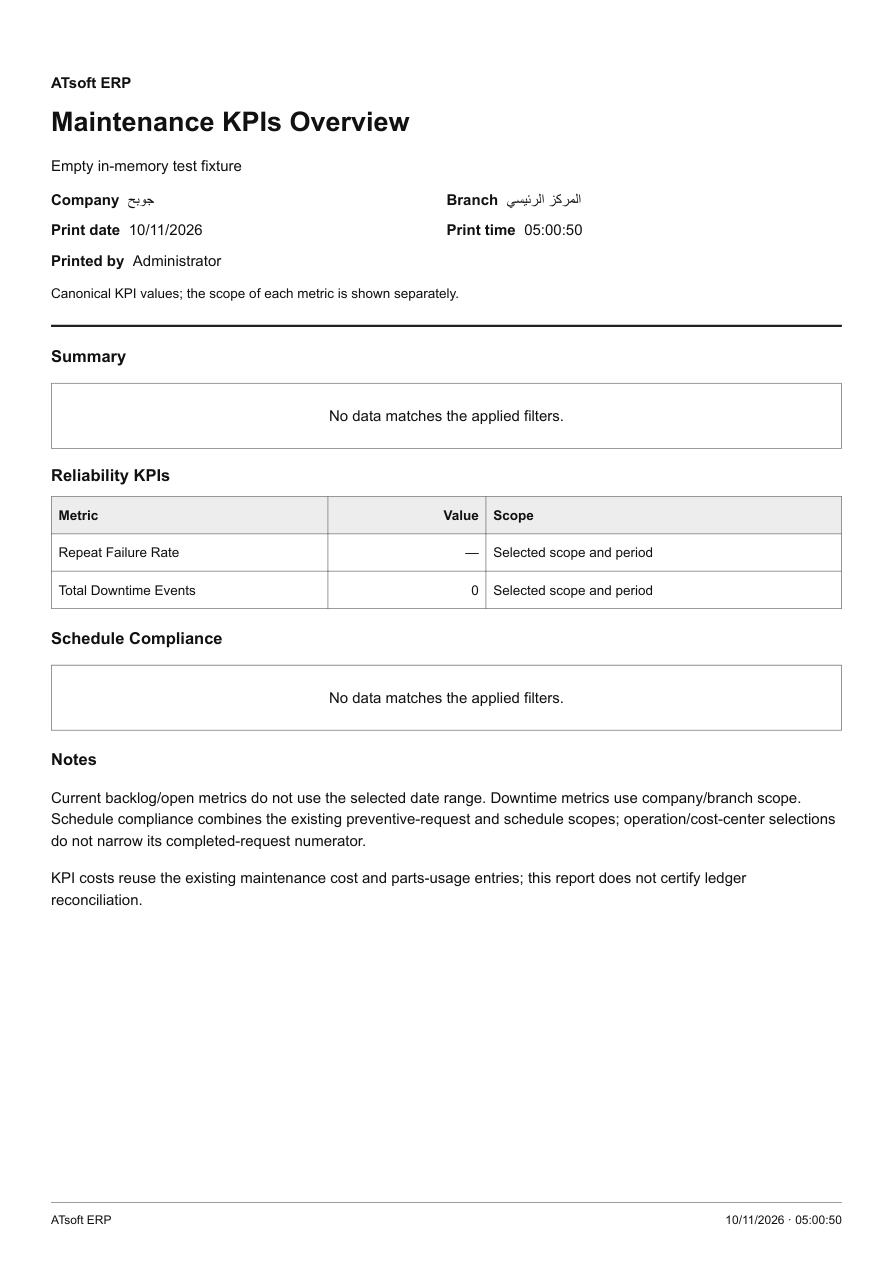 ATsoft ERP
Maintenance KPIs Overview
Empty in-memory test fixture
Company جوبح Branch المركز الرئيسي
Print date 10/11/2026 Print time 05:00:50
Printed by Administrator
Canonical KPI values; the scope of each metric is shown separately.
Summary
No data matches the applied filters.
Reliability KPIs
Metric Value Scope
Repeat Failure Rate — Selected scope and period
Total Downtime Events 0 Selected scope and period
Schedule Compliance
No data matches the applied filters.
Notes
Current backlog/open metrics do not use the selected date range. Downtime metrics use company/branch scope.
Schedule compliance combines the existing preventive-request and schedule scopes; operation/cost-center selections
do not narrow its completed-request numerator.
KPI costs reuse the existing maintenance cost and parts-usage entries; this report does not certify ledger
reconciliation.
ATsoft ERP 10/11/2026 · 05:00:50